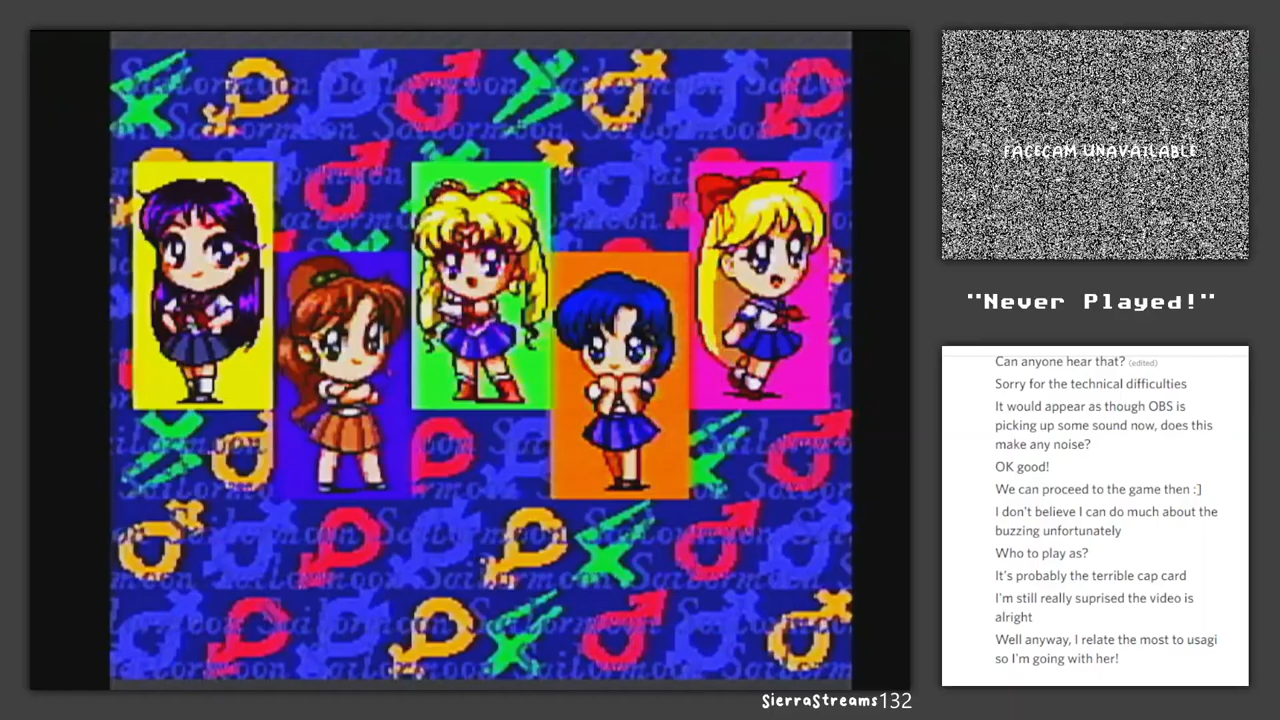 Sailormoon Sailormoon Sailormoon
FACECAM UNAVAILABLE
"Never Played!"
Can anyone hear that? (edited)
Sorry for the technical difficulties
It would appear as though OBS is
picking up some sound now, does this
make any noise?
OK good!
We can proceed to the game then :]
I don't believe I can do much about the
buzzing unfortunately
Who to play as?
It's probably the terrible cap card
I'm still really suprised the video is
alright
Well anyway, I relate the most to usagi
so I'm going with her!
SierraStreams132